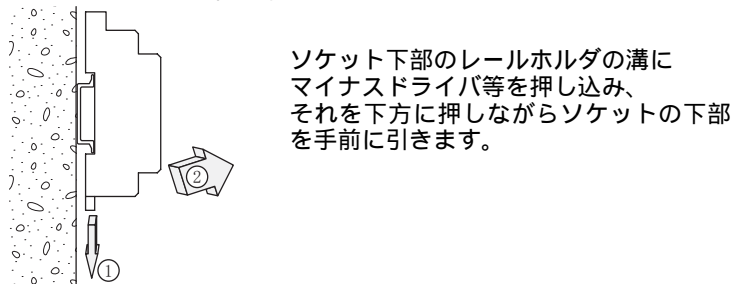 ソケット下部のレールホルダの溝に
マイナスドライバ等を押し込み、
それを下方に押しながらソケットの下部
を手前に引きます。
②
①